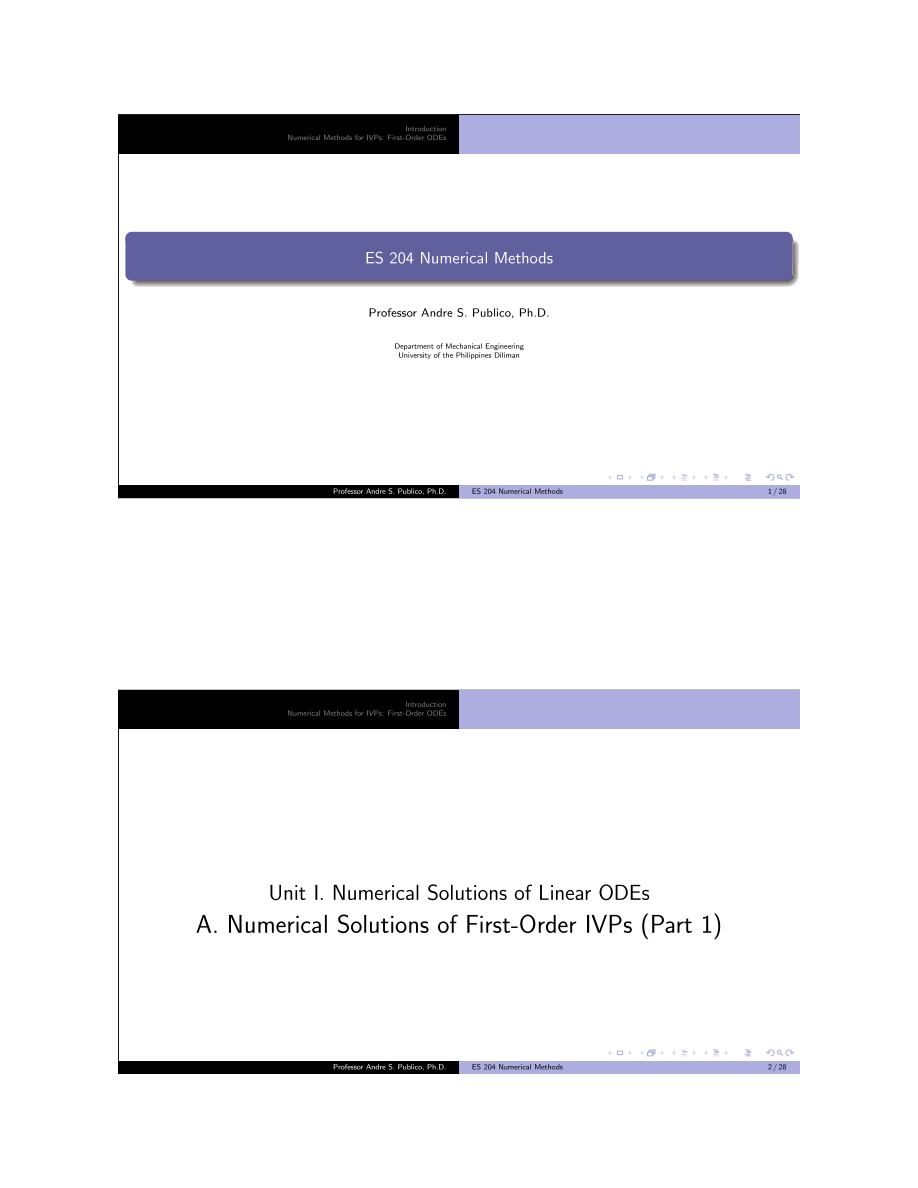 Introduction
Numerical Methods for IVPs: First-Order ODEs
ES 204 Numerical Methods
Professor Andre S. Publico, Ph.D.
Department of Mechanical Engineering
University of the Philippines Diliman
Professor Andre S. Publico, Ph.D. ES 204 Numerical Methods 1 / 28
Introduction
Numerical Methods for IVPs: First-Order ODEs
Unit I. Numerical Solutions of Linear ODEs
A. Numerical Solutions of First-Order IVPs (Part 1)
Professor Andre S. Publico, Ph.D. ES 204 Numerical Methods 2 / 28